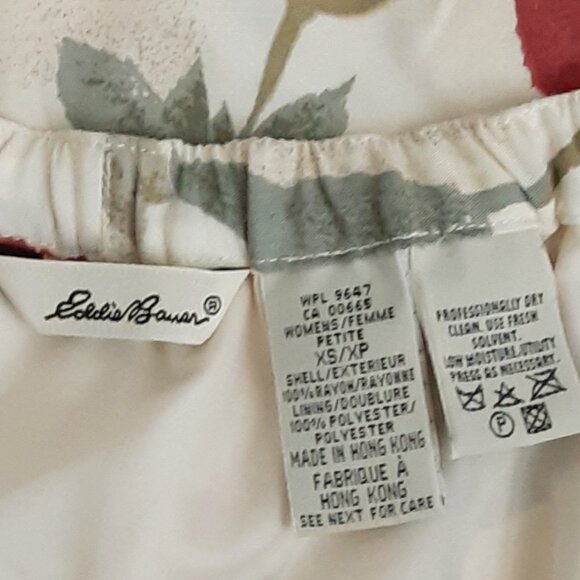 Eddie Bauer®
WPL 5647
CA 00665
WOMENS/FEMME
PETITE
XS/XP
SHELL/EXTERIEUR
100% RAYON/RAYONNE
LINING/DOUBLURE
100% POLYESTER/
POLYESTER
MADE IN HONG KONG
FABRIQUE À
HONG KONG
SEE NEXT FOR CARE
PROFESSIONALLY DRY
CLEAN. USE FRESH
SOLVENT.
LOW MOISTURE/UTILITY
PRESS AS NECESSARY.
P